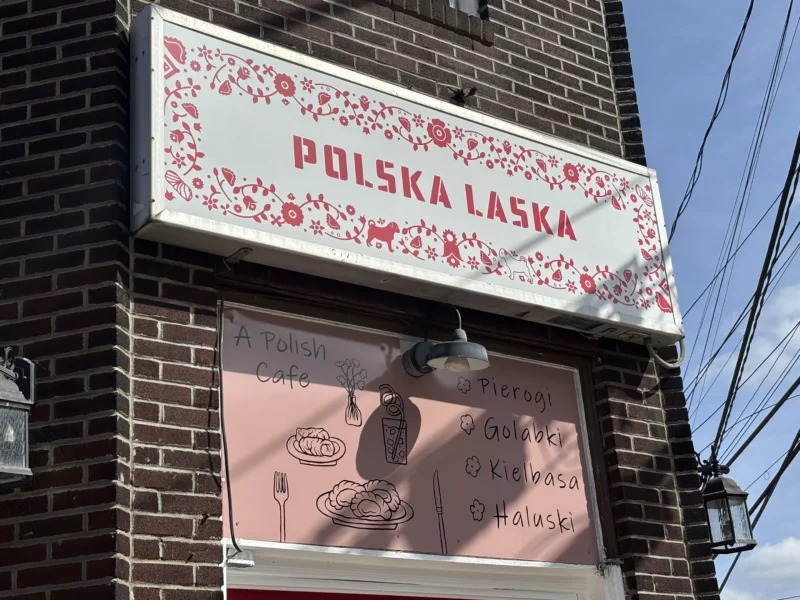 POLSKA LASKA
A Polish
Cafe
Pierogi
Golabki
Kielbasa
Haluski